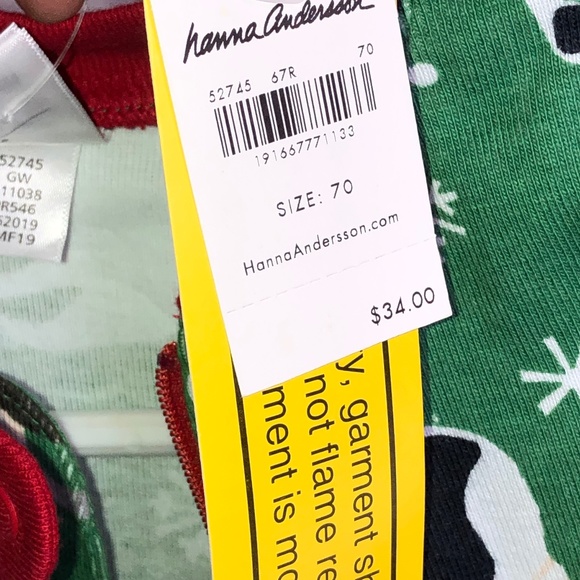 hanna andersson
52745 67R 70
191667771133
SIZE: 70
HannaAndersson.com
$34.00
52745
GW
11038
R546
62019
MF19
y, garment sh
not flame re
ment is mo